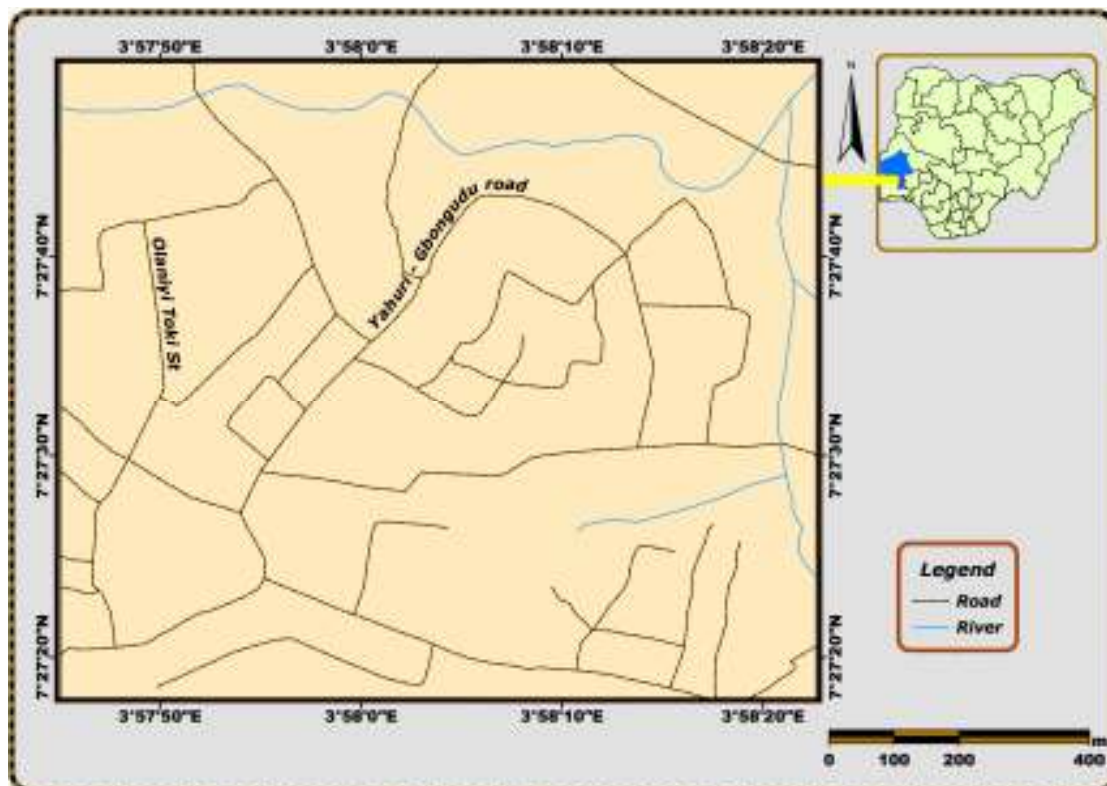 3°57'50"E 3°58'0"E 3°58'10"E 3°58'20"E
N
7°27'40"N
7°27'40"N
Yahuri - Gbongudu road
Olaniyi Toki St
7°27'30"N
7°27'30"N
7°27'20"N
7°27'20"N
Legend
Road
River
3°57'50"E 3°58'0"E 3°58'10"E 3°58'20"E
m
0 100 200 400